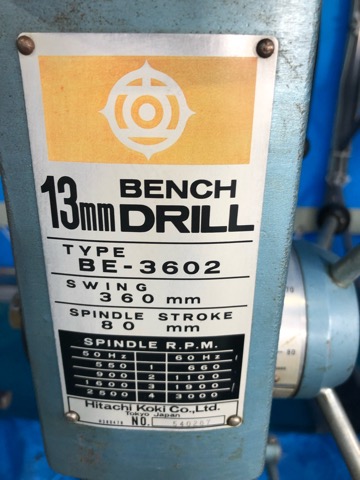 13mm BENCH DRILL
TYPE
BE-3602
SWING
360 mm
SPINDLE STROKE
80 mm
SPINDLE R.P.M.
50 Hz 60 Hz
550 1 660
900 2 1100
1600 3 1900
2500 4 3000
Hitachi Koki Co., Ltd.
Tokyo Japan
NO.